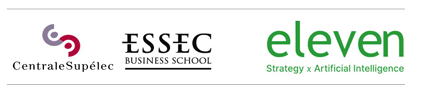 CentraleSupélec
ESSEC
BUSINESS SCHOOL
eleven
Strategy x Artificial Intelligence